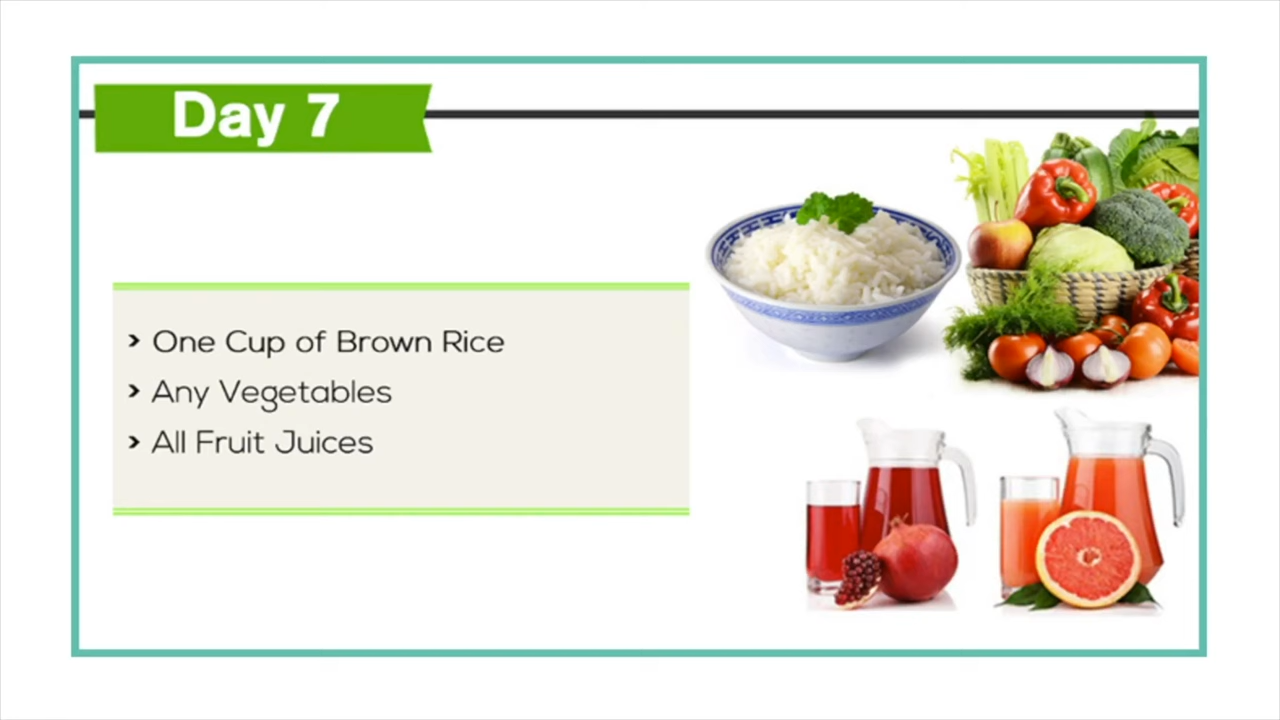 Day 7
› One Cup of Brown Rice
› Any Vegetables
› All Fruit Juices